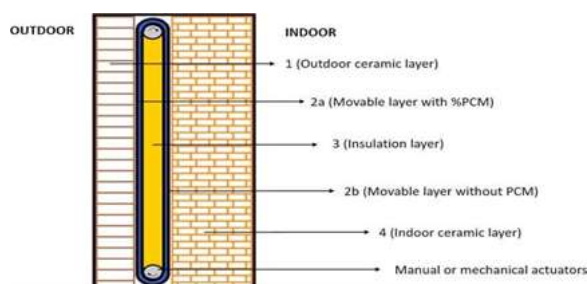 OUTDOOR
INDOOR
1 (Outdoor ceramic layer)
2a (Movable layer with %PCM)
3 (Insulation layer)
2b (Movable layer without PCM)
4 (Indoor ceramic layer)
Manual or mechanical actuators